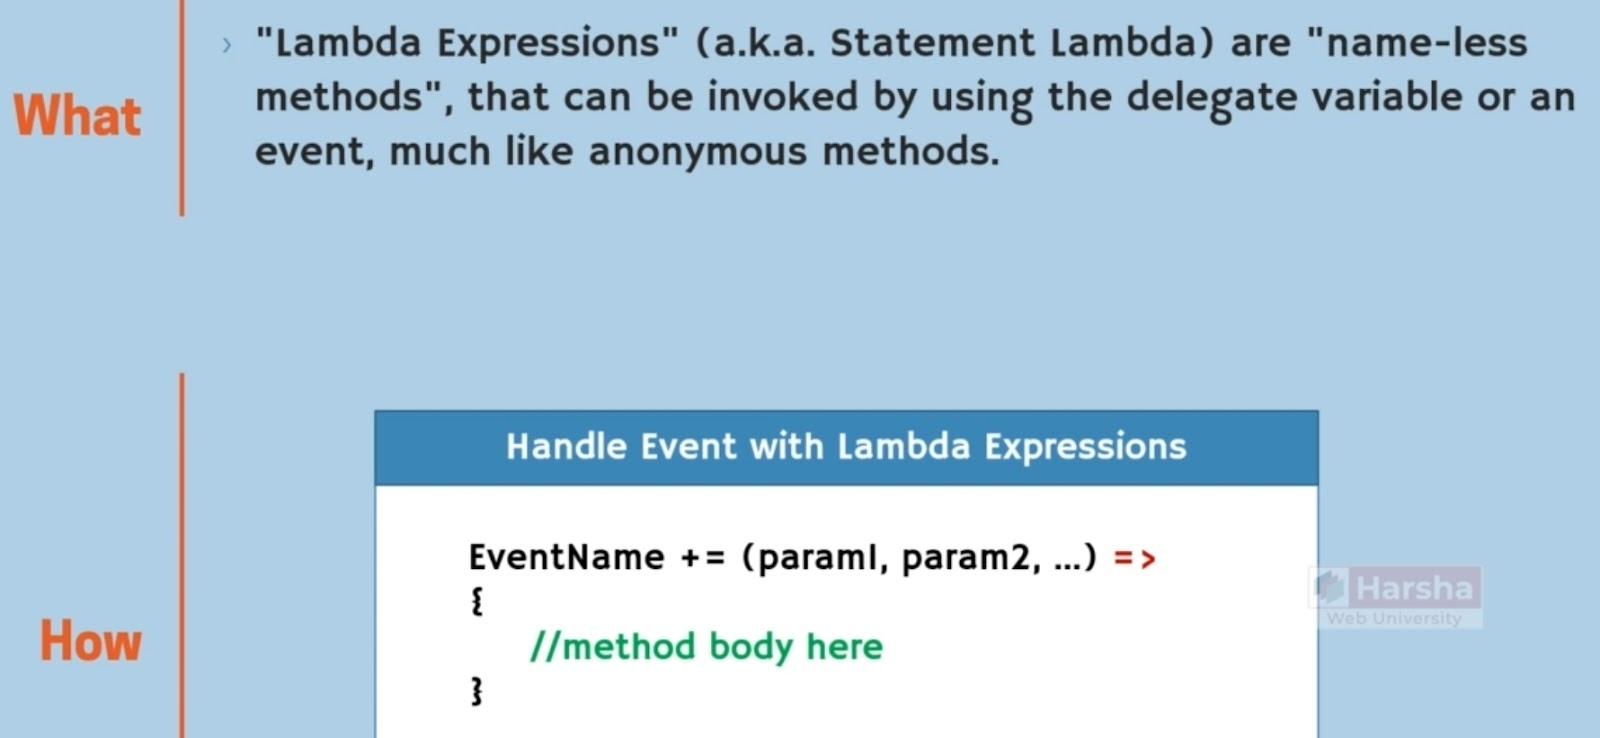 What
› "Lambda Expressions" (a.k.a. Statement Lambda) are "name-less
methods", that can be invoked by using the delegate variable or an
event, much like anonymous methods.
How
Handle Event with Lambda Expressions
EventName += (param1, param2, ...) =>
{
//method body here
}
Harsha
Web University